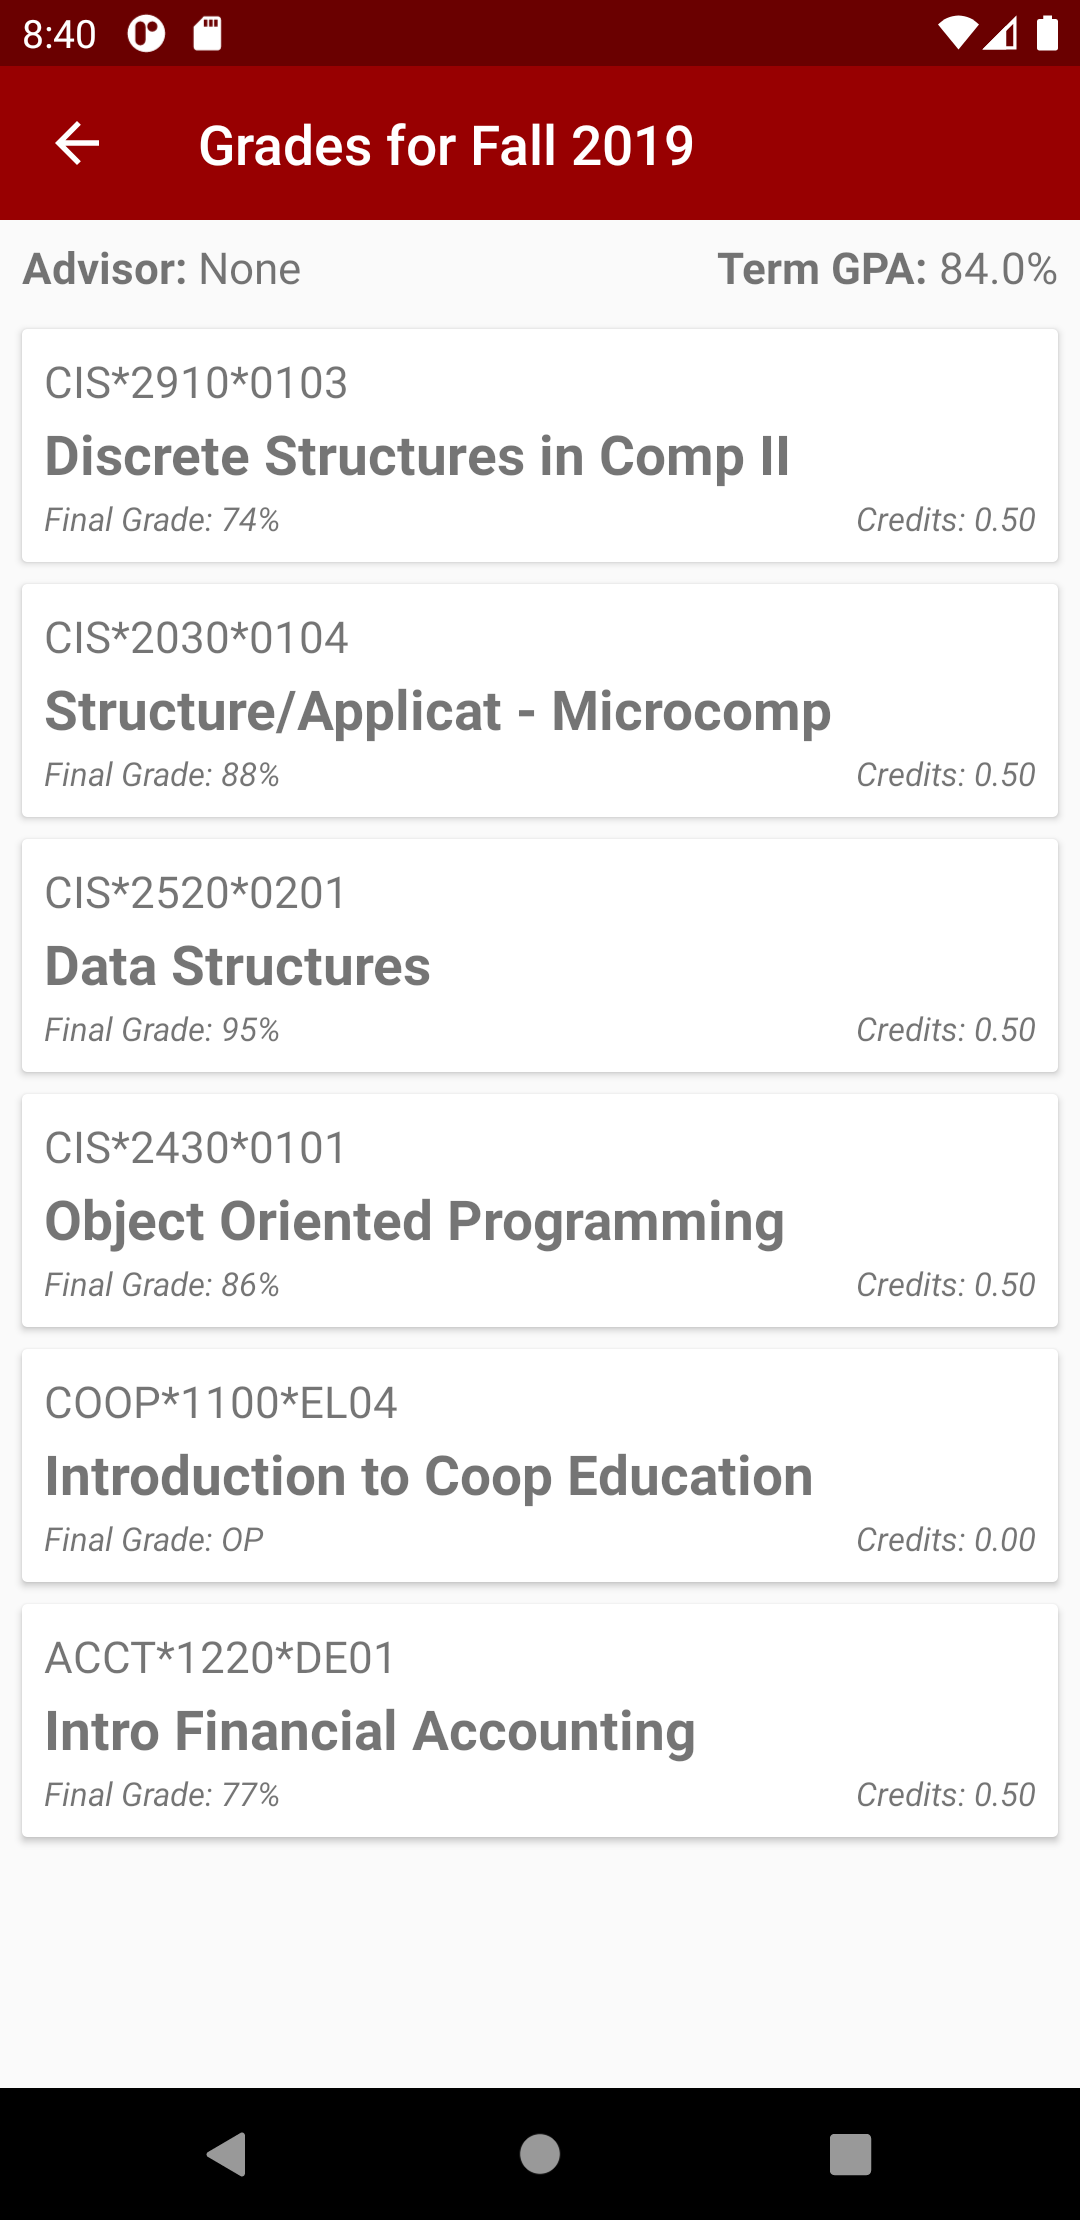 8:40
Grades for Fall 2019
Advisor: None
Term GPA: 84.0%
CIS*2910*0103
Discrete Structures in Comp II
Final Grade: 74%
Credits: 0.50
CIS*2030*0104
Structure/Applicat - Microcomp
Final Grade: 88%
Credits: 0.50
CIS*2520*0201
Data Structures
Final Grade: 95%
Credits: 0.50
CIS*2430*0101
Object Oriented Programming
Final Grade: 86%
Credits: 0.50
COOP*1100*EL04
Introduction to Coop Education
Final Grade: OP
Credits: 0.00
ACCT*1220*DE01
Intro Financial Accounting
Final Grade: 77%
Credits: 0.50